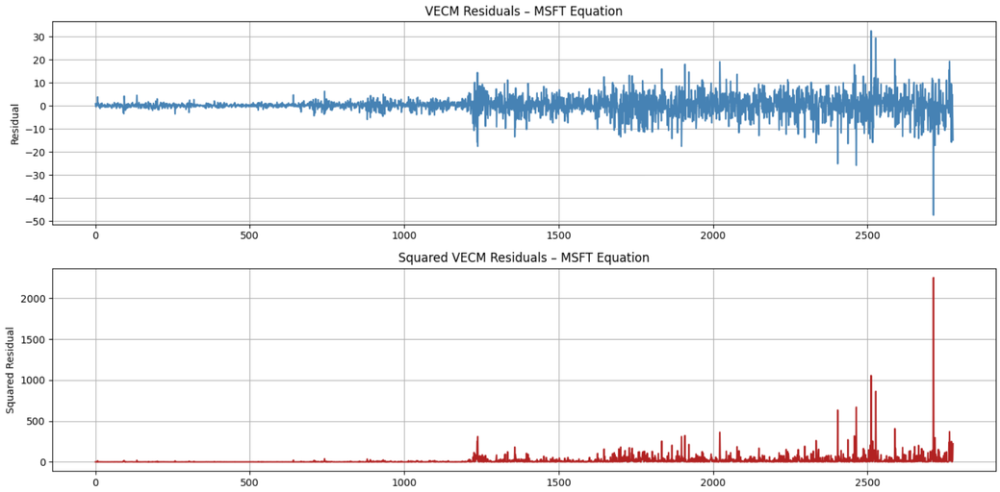 VECM Residuals – MSFT Equation
30
20
10
0
−10
−20
−30
−40
−50
Residual
0 500 1000 1500 2000 2500
Squared VECM Residuals – MSFT Equation
2000
1500
1000
500
0
Squared Residual
0 500 1000 1500 2000 2500